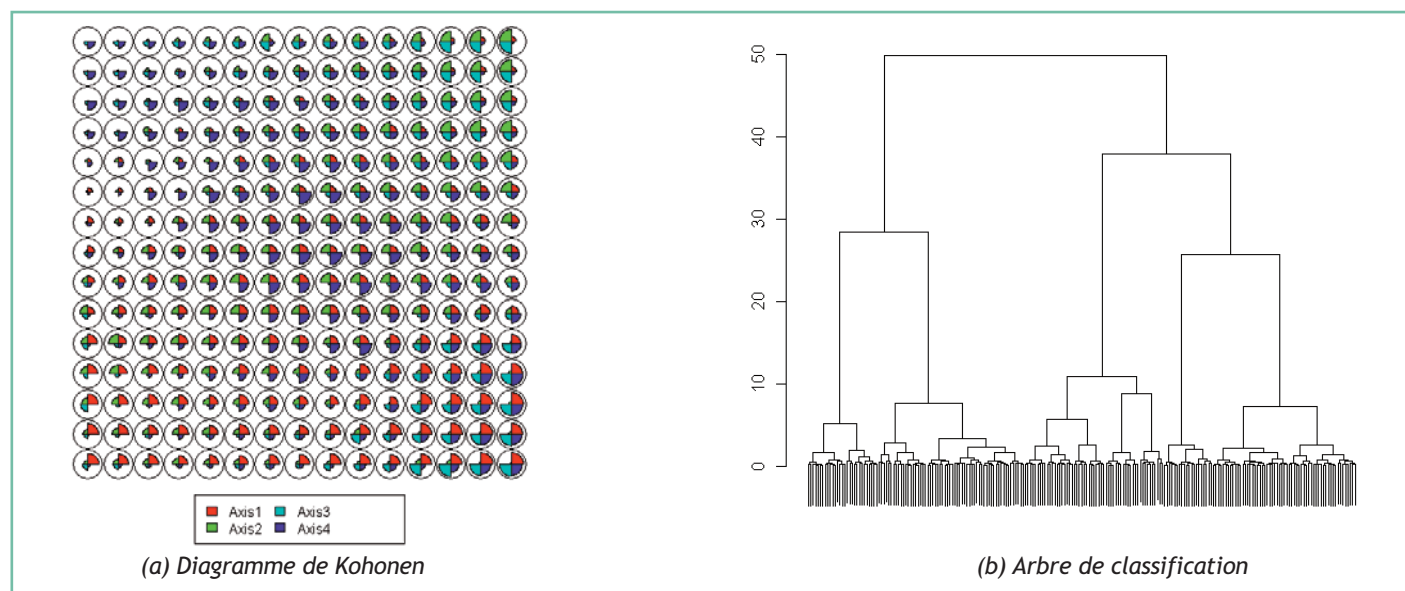 Axis1 Axis3
Axis2 Axis4
(a) Diagramme de Kohonen
50
40
30
20
10
0
(b) Arbre de classification